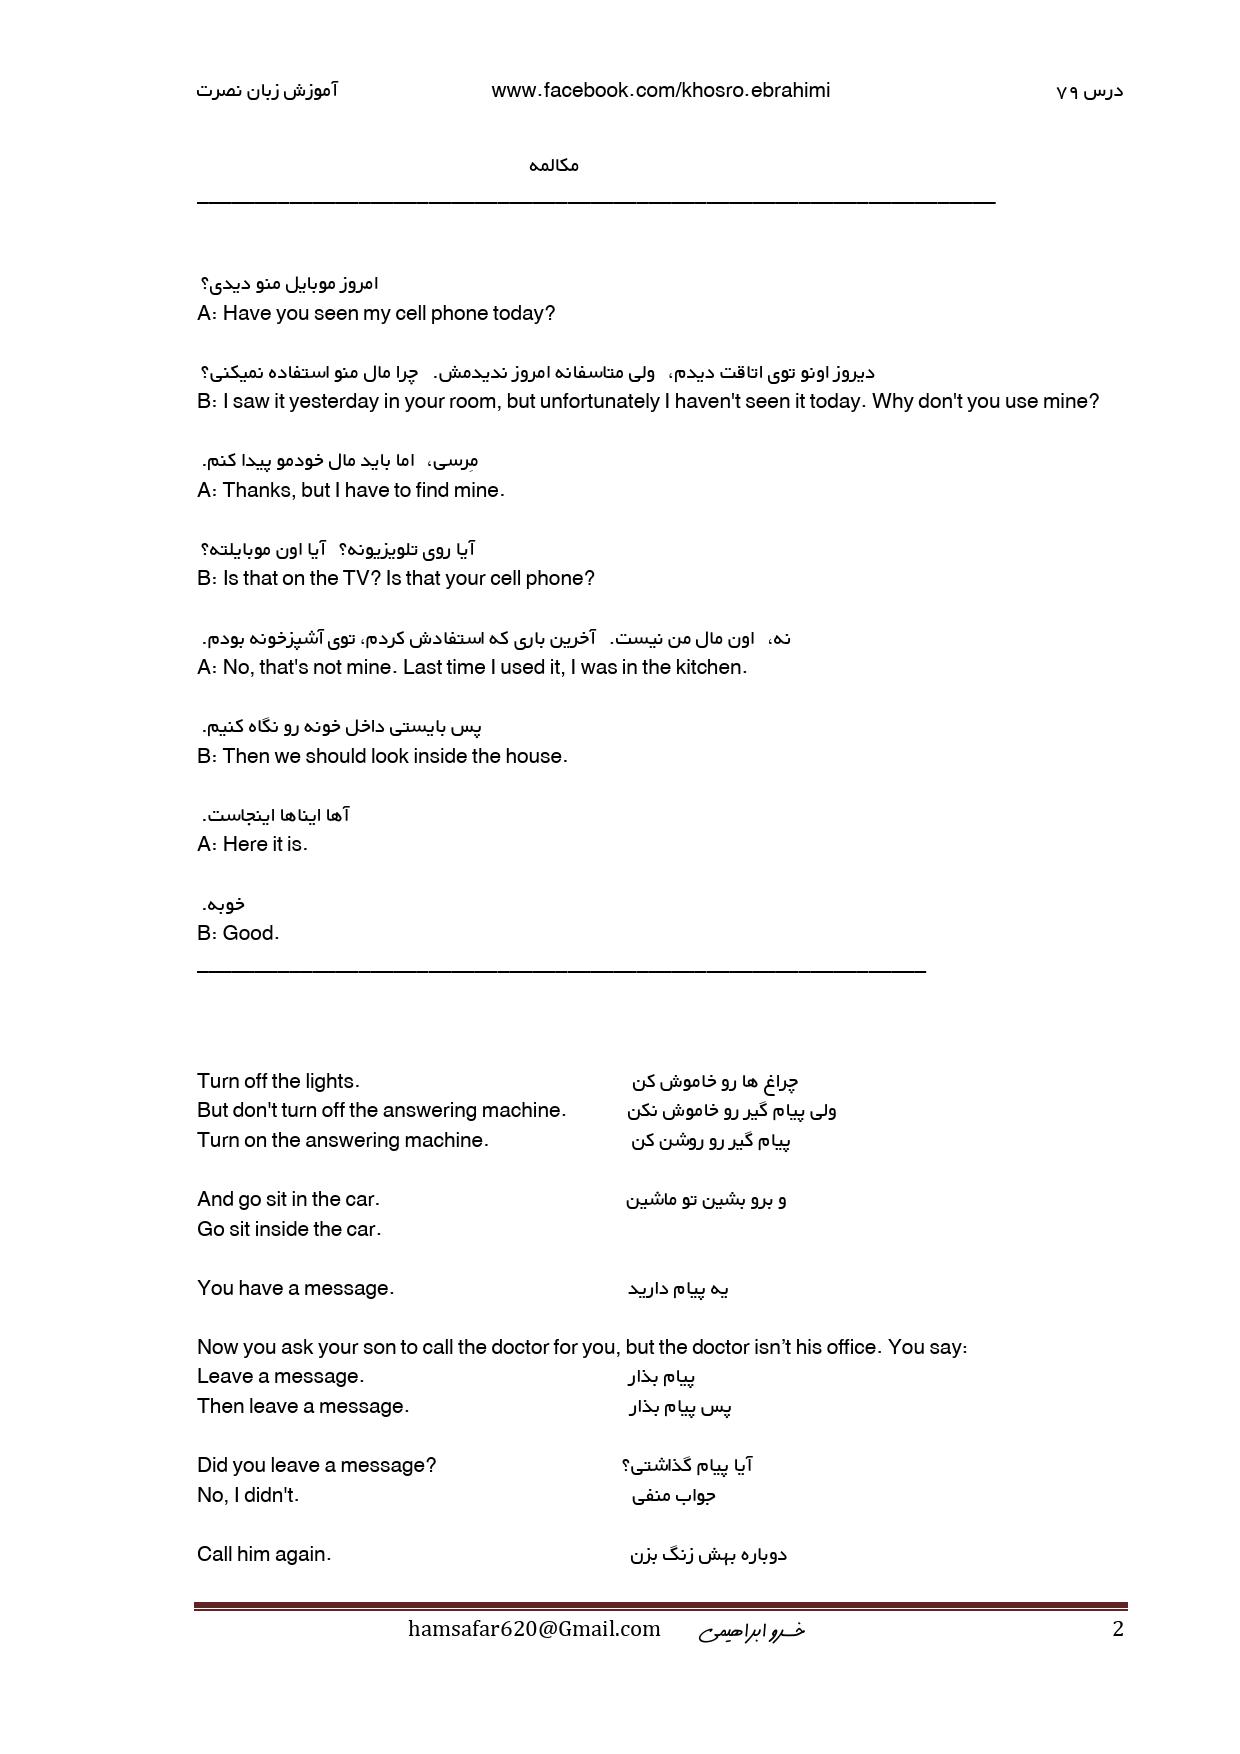 آموزش زبان نصرت www.facebook.com/khosro.ebrahimi درس ۷۹
مکالمه
امروز موبایل منو دیدی؟
A: Have you seen my cell phone today?
دیروز اونو توی اتاقت دیدم، ولی متاسفانه امروز ندیدمش. چرا مال منو استفاده نمیکنی؟
B: I saw it yesterday in your room, but unfortunately I haven't seen it today. Why don't you use mine?
مِرسی، اما باید مال خودمو پیدا کنم.
A: Thanks, but I have to find mine.
آیا روی تلویزیونه؟ آیا اون موبایلته؟
B: Is that on the TV? Is that your cell phone?
نه، اون مال من نیست. آخرین باری که استفادش کردم، توی آشپزخونه بودم.
A: No, that's not mine. Last time I used it, I was in the kitchen.
پس بایستی داخل خونه رو نگاه کنیم.
B: Then we should look inside the house.
آها ایناها اینجاست.
A: Here it is.
خوبه.
B: Good.
Turn off the lights. چراغ ها رو خاموش کن
But don't turn off the answering machine. ولی پیام گیر رو خاموش نکن
Turn on the answering machine. پیام گیر رو روشن کن
And go sit in the car. و برو بشین تو ماشین
Go sit inside the car.
You have a message. یه پیام دارید
Now you ask your son to call the doctor for you, but the doctor isn’t his office. You say:
Leave a message. پیام بذار
Then leave a message. پس پیام بذار
Did you leave a message? آیا پیام گذاشتی؟
No, I didn't. جواب منفی
Call him again. دوباره بهش زنگ بزن
hamsafar620@Gmail.com خسرو ابراهیمی 2